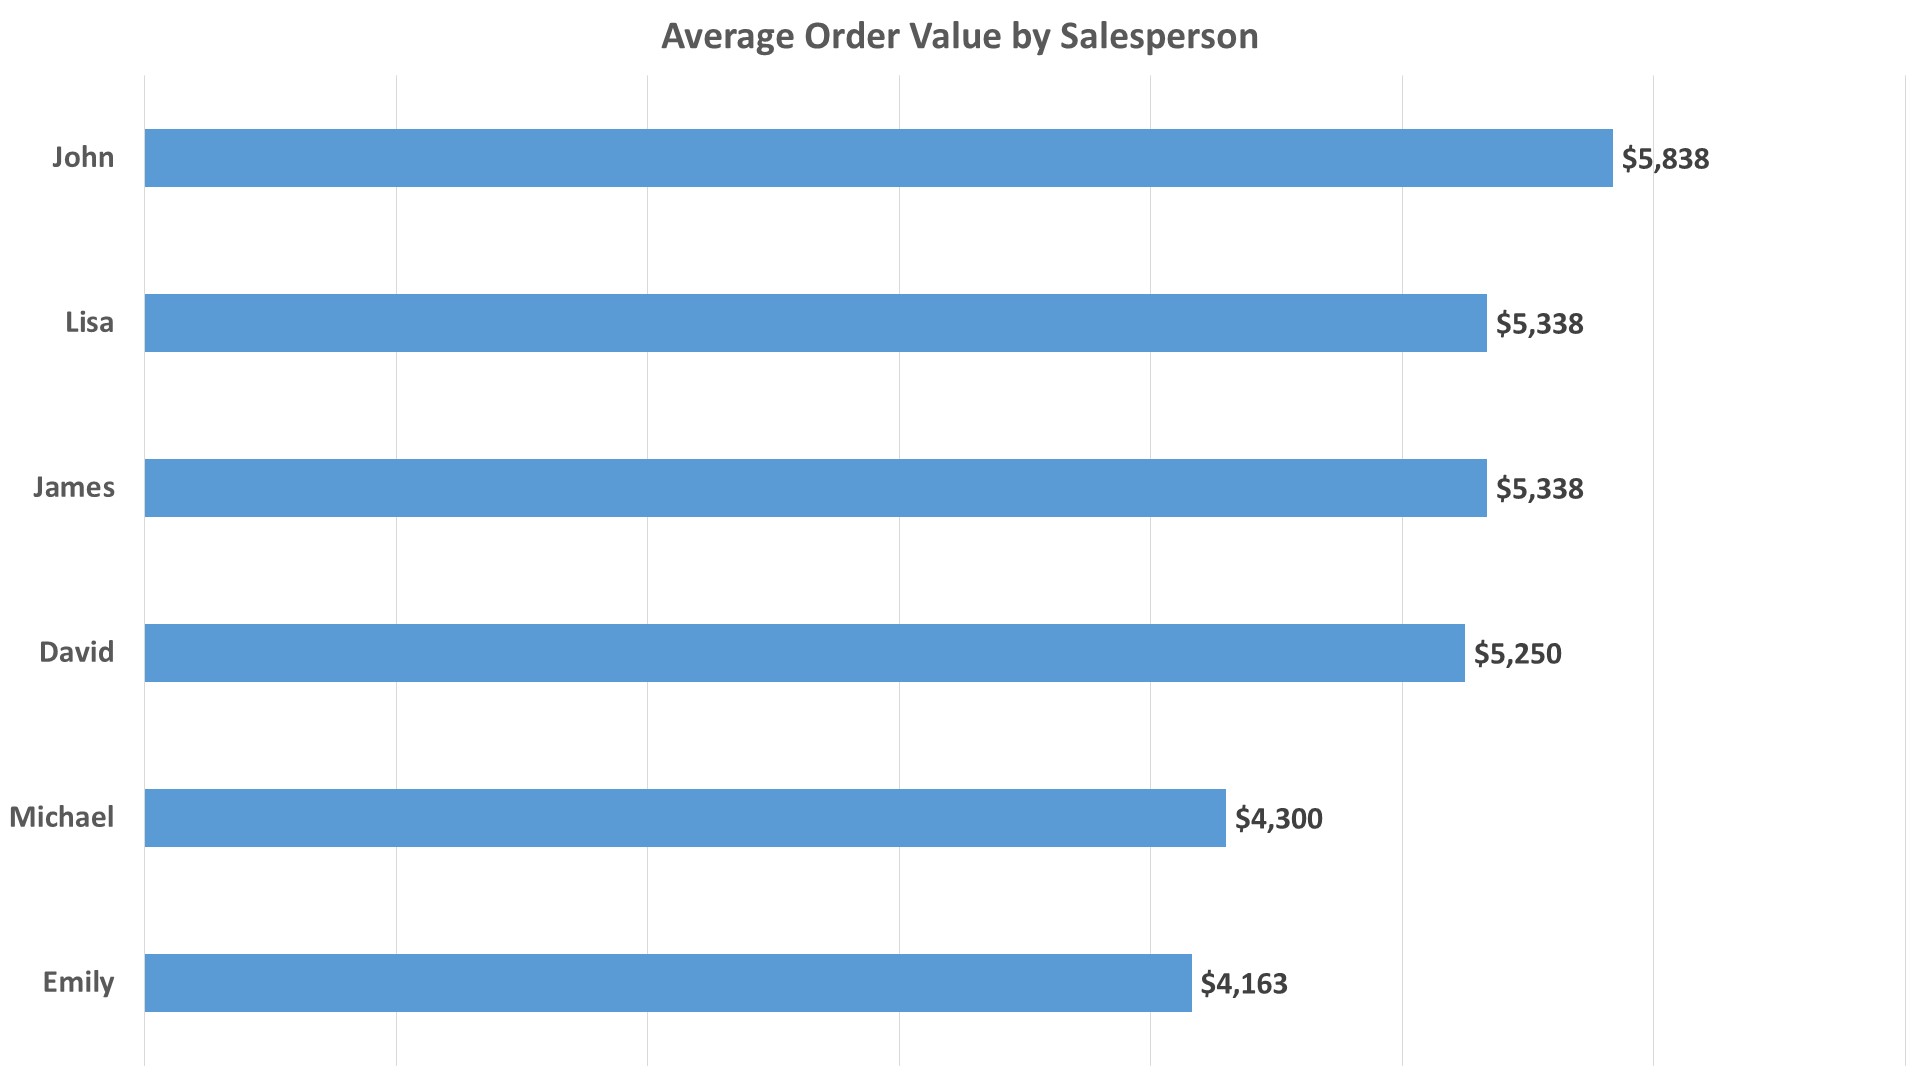 Average Order Value by Salesperson
John $5,838
Lisa $5,338
James $5,338
David $5,250
Michael $4,300
Emily $4,163